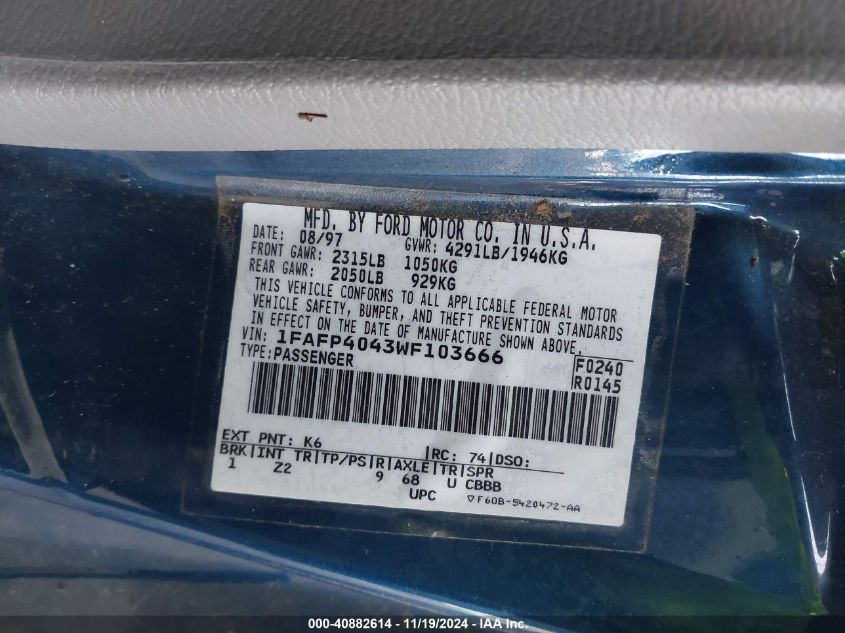 MFD. BY FORD MOTOR CO. IN U.S.A.
DATE: 08/97 GVWR: 4291LB/1946KG
FRONT GAWR: 2315LB 1050KG
REAR GAWR: 2050LB 929KG
THIS VEHICLE CONFORMS TO ALL APPLICABLE FEDERAL MOTOR
VEHICLE SAFETY, BUMPER, AND THEFT PREVENTION STANDARDS
IN EFFECT ON THE DATE OF MANUFACTURE SHOWN ABOVE.
VIN: 1FAFP4043WF103666
TYPE: PASSENGER
F0240
R0145
EXT PNT: K6 RC: 74 DSO:
BRK INT TR TP/PS R AXLE TR SPR
1 Z2 9 68 U CBBB
UPC F60B-5420472-AA
000-40882614 - 11/19/2024 - IAA Inc.